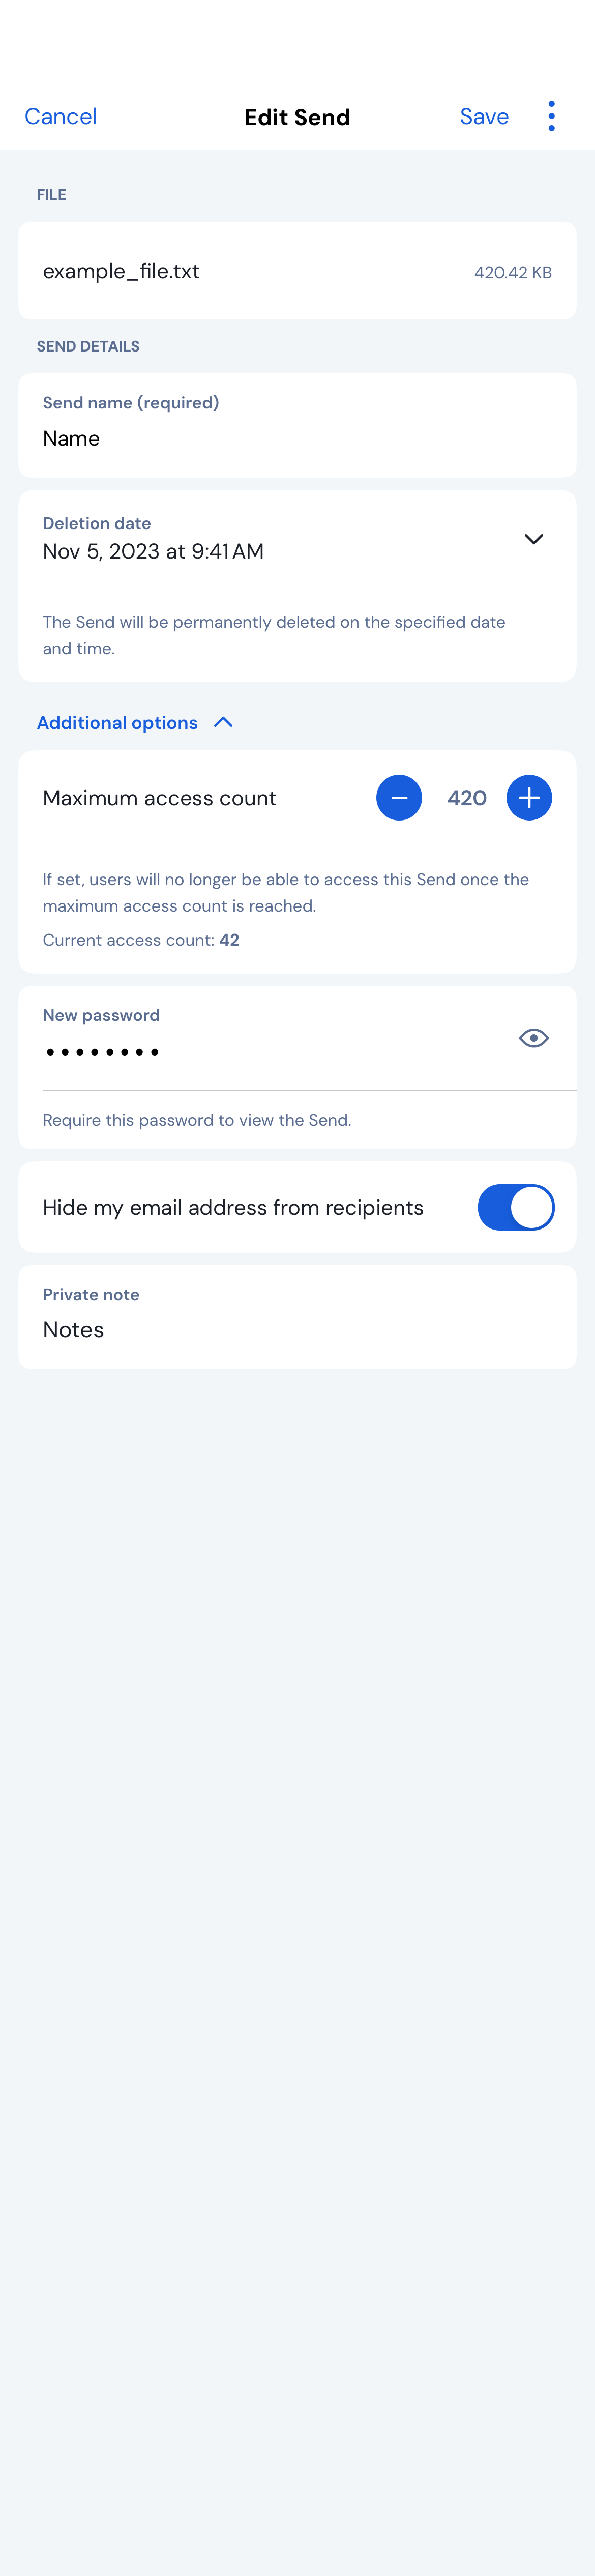 Cancel
Edit Send
Save
FILE
example_file.txt
420.42 KB
SEND DETAILS
Send name (required)
Name
Deletion date
Nov 5, 2023 at 9:41 AM
The Send will be permanently deleted on the specified date
and time.
Additional options
Maximum access count
420
If set, users will no longer be able to access this Send once the
maximum access count is reached.
Current access count: 42
New password
••••••••
Require this password to view the Send.
Hide my email address from recipients
Private note
Notes